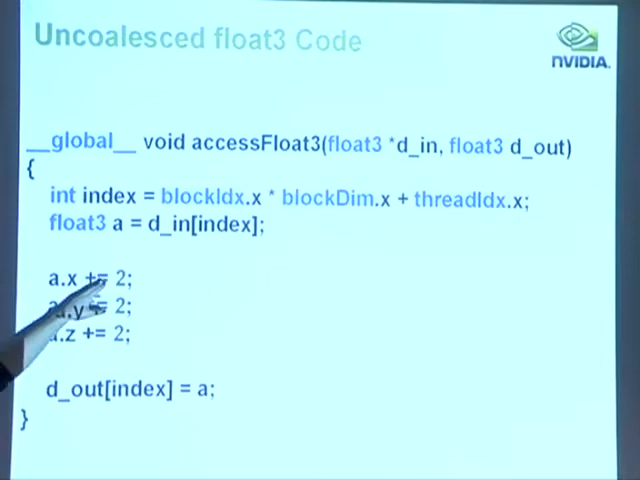 Uncoalesced float3 Code
nVIDIA.
__global__ void accessFloat3(float3 *d_in, float3 d_out)
{
int index = blockIdx.x * blockDim.x + threadIdx.x;
float3 a = d_in[index];
a.x += 2;
a.y += 2;
a.z += 2;
d_out[index] = a;
}